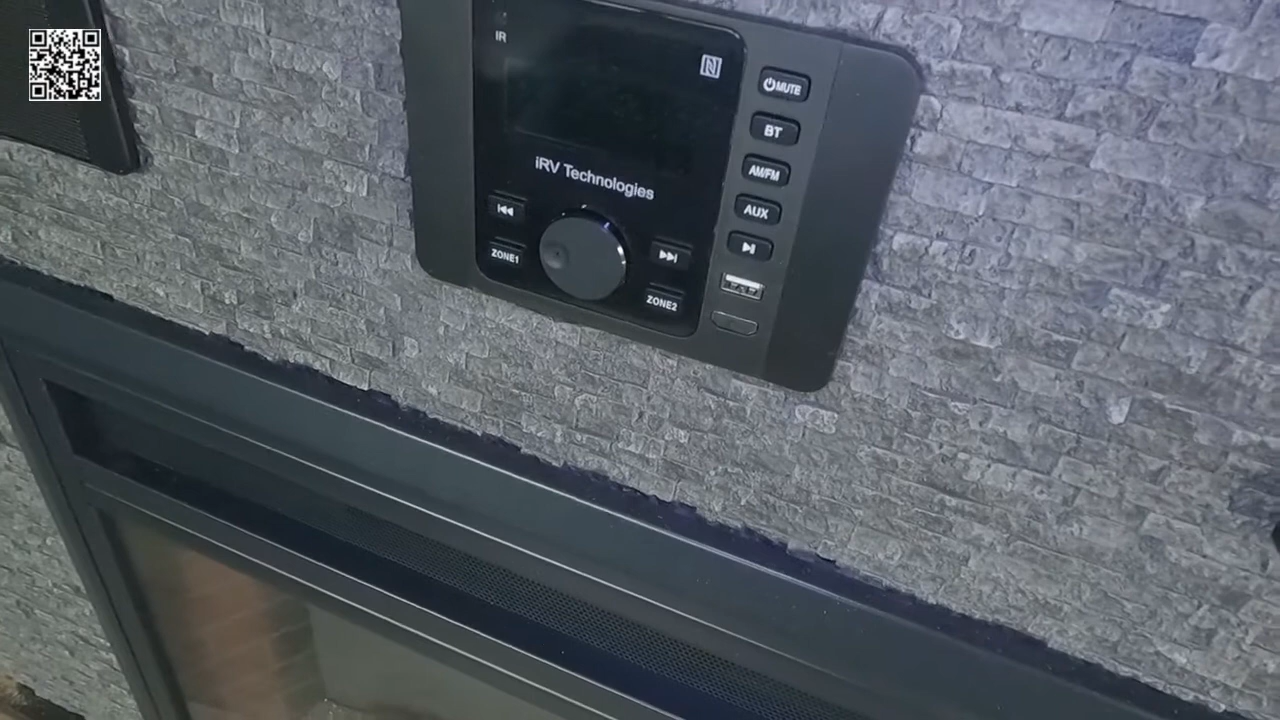 IR
MUTE
BT
AM/FM
AUX
iRV Technologies
ZONE1
ZONE2